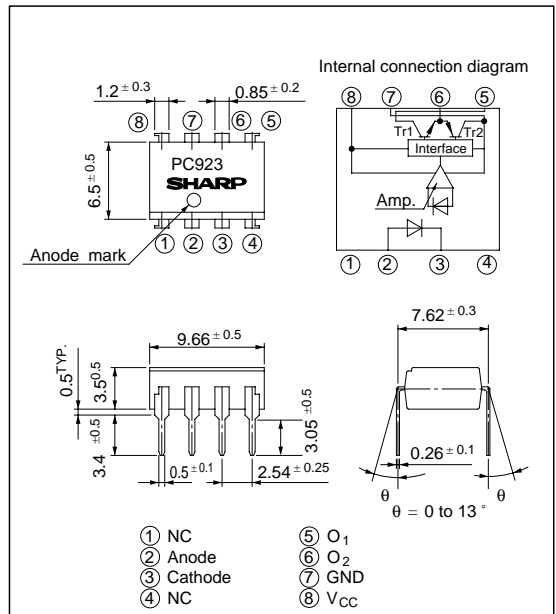 Internal connection diagram
1.2 ± 0.3
0.85 ± 0.2
⑧ ⑦ ⑥ ⑤
PC923
SHARP
6.5 ± 0.5
Anode mark
① ② ③ ④
⑧ ⑦ ⑥ ⑤
Tr1 Tr2
Interface
Amp.
① ② ③ ④
9.66 ± 0.5
7.62 ± 0.3
0.5 TYP.
3.5 0.5
3.4 ± 0.5
3.05 ± 0.5
0.5 ± 0.1
2.54 ± 0.25
0.26 ± 0.1
θ θ
θ = 0 to 13 °
① NC
② Anode
③ Cathode
④ NC
⑤ O1
⑥ O2
⑦ GND
⑧ VCC